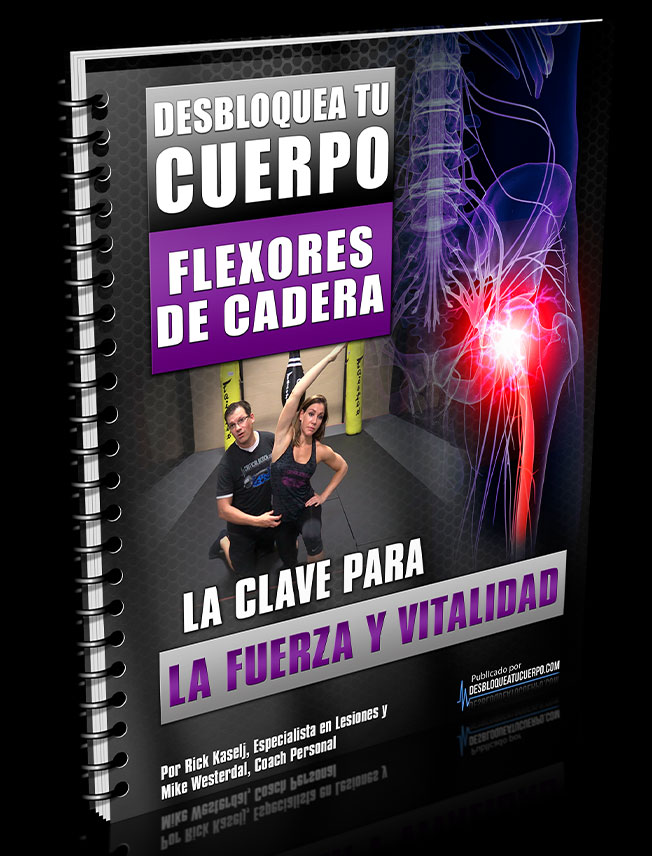 DESBLOQUEA TU
CUERPO
FLEXORES
DE CADERA
LA CLAVE PARA
LA FUERZA Y VITALIDAD
Publicado por
DESBLOQUEATUCUERPO.COM
Por Rick Kaselj, Especialista en Lesiones y
Mike Westerdal, Coach Personal